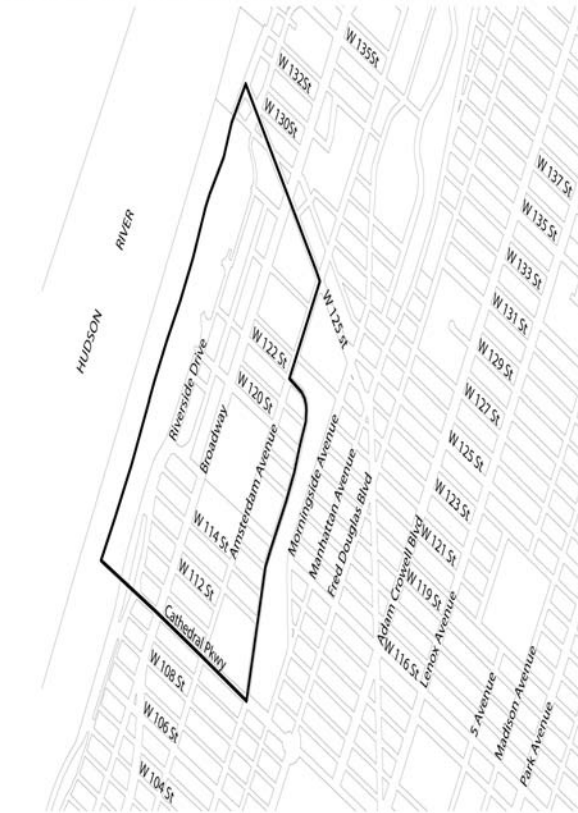 W 135St
W 132St
W 130St
W 137 St
W 135 St
W 133 St
W 131 St
W 129 St
W 127 St
W 125 St
W 123 St
W 121 St
W 119 St
W 116 St
HUDSON RIVER
W 125 st
W 122 St
W 120 St
Riverside Drive
Broadway
Amsterdam Avenue
Morningside Avenue
Manhattan Avenue
Fred Douglas Blvd
W 114 St
W 112 St
Cathedral Pkwy
W 108 St
W 106 St
W 104 St
Adam Crowell Blvd
Lenox Avenue
5 Avenue
Madison Avenue
Park Avenue